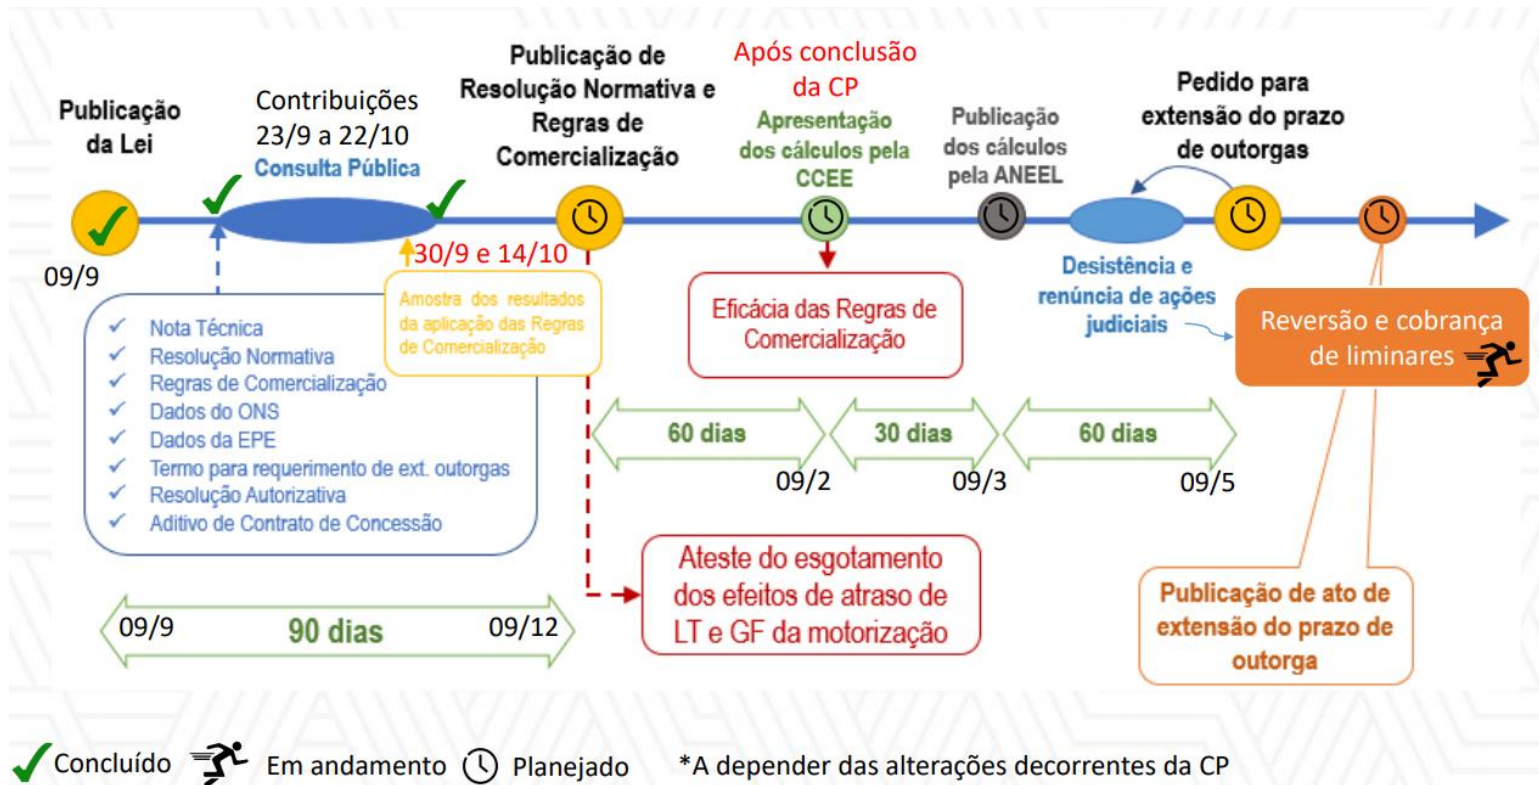 Publicação
da Lei
Contribuições
23/9 a 22/10
Consulta Pública
Publicação de
Resolução Normativa e
Regras de
Comercialização
Após conclusão
da CP
Apresentação
dos cálculos pela
CCEE
Publicação
dos cálculos
pela ANEEL
Pedido para
extensão do prazo
de outorgas
09/9
30/9 e 14/10
Amostra dos resultados
da aplicação das Regras
de Comercialização
Nota Técnica
Resolução Normativa
Regras de Comercialização
Dados do ONS
Dados da EPE
Termo para requerimento de ext. outorgas
Resolução Autorizativa
Aditivo de Contrato de Concessão
Eficácia das Regras de
Comercialização
Desistência e
renúncia de ações
judiciais
Reversão e cobrança
de liminares
60 dias
30 dias
60 dias
09/2
09/3
09/5
Ateste do esgotamento
dos efeitos de atraso de
LT e GF da motorização
Publicação de ato de
extensão do prazo de
outorga
09/9
90 dias
09/12
Concluído
Em andamento
Planejado
*A depender das alterações decorrentes da CP